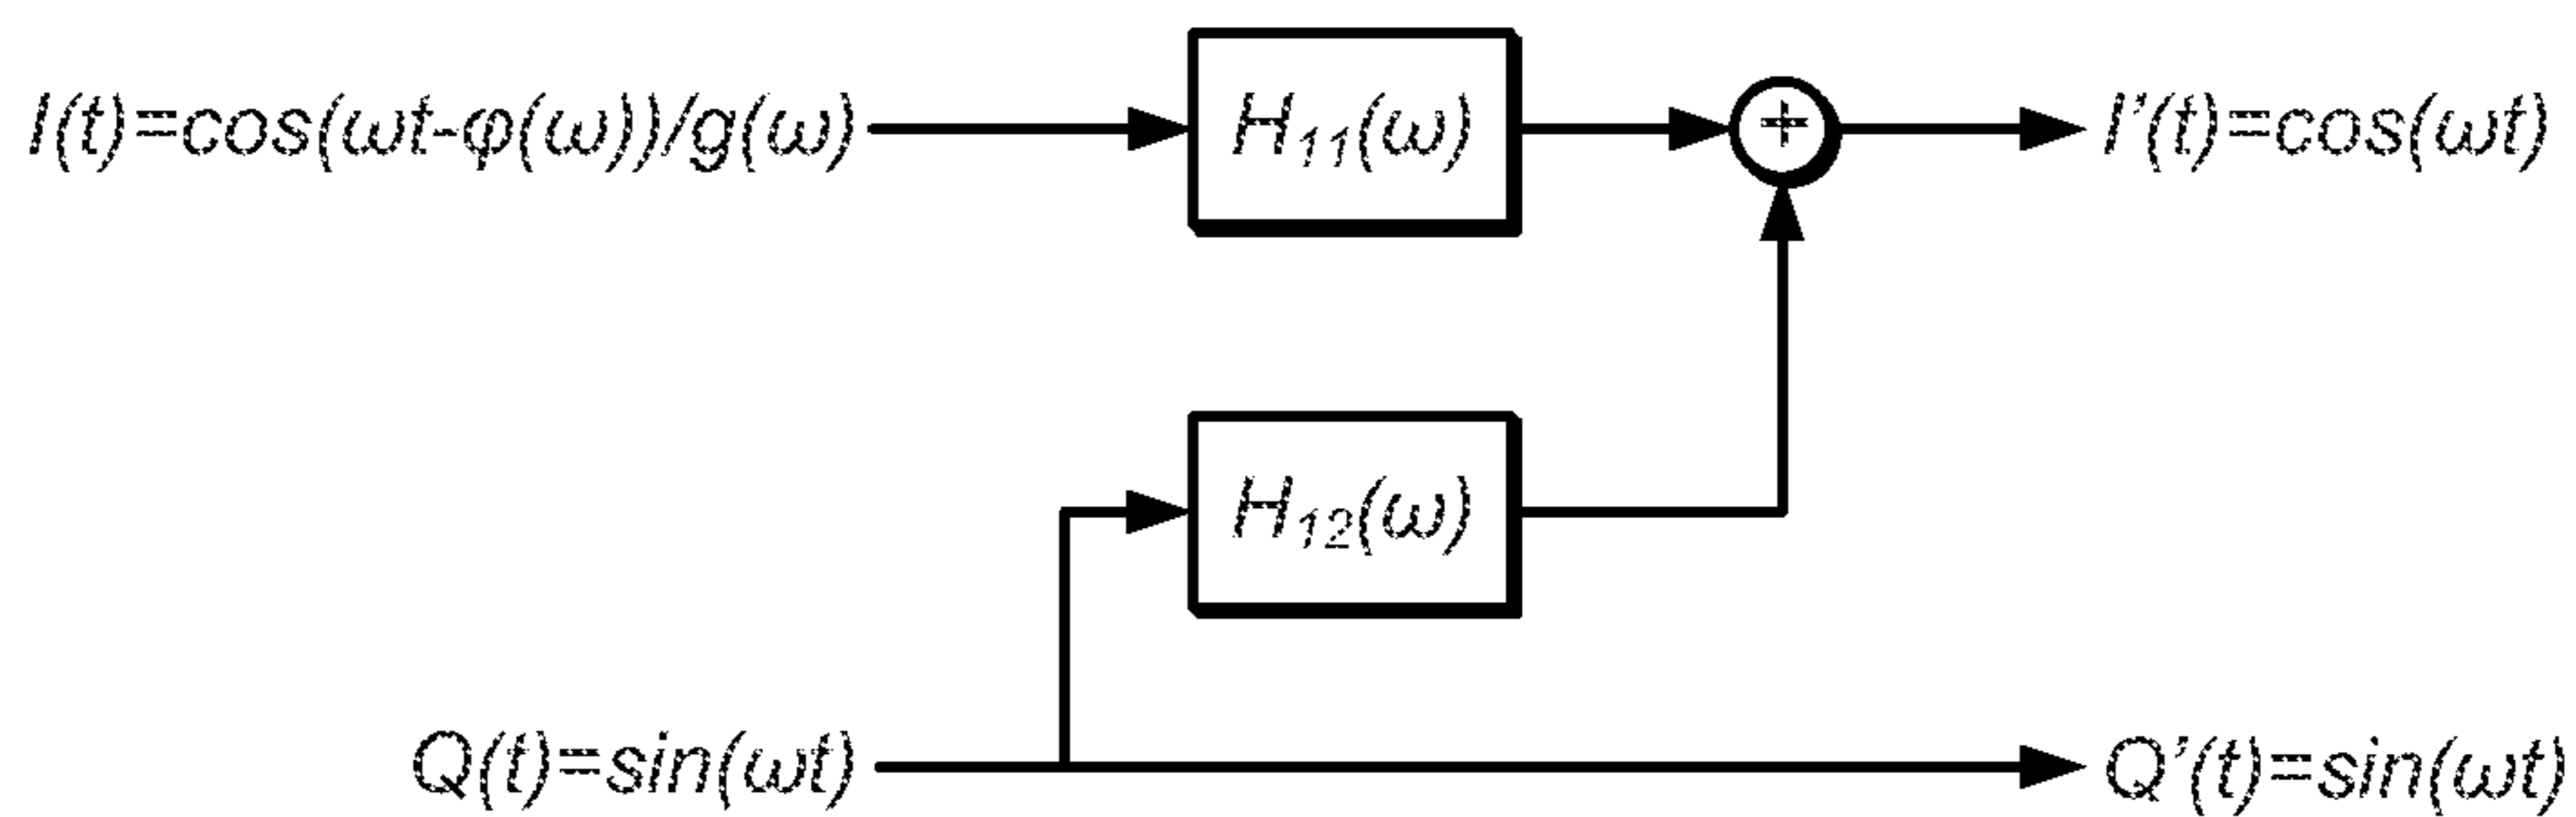 I(t)=cos(ωt-φ(ω))/g(ω)
H₁₁(ω)
+
I'(t)=cos(ωt)
H₁₂(ω)
Q(t)=sin(ωt)
Q'(t)=sin(ωt)